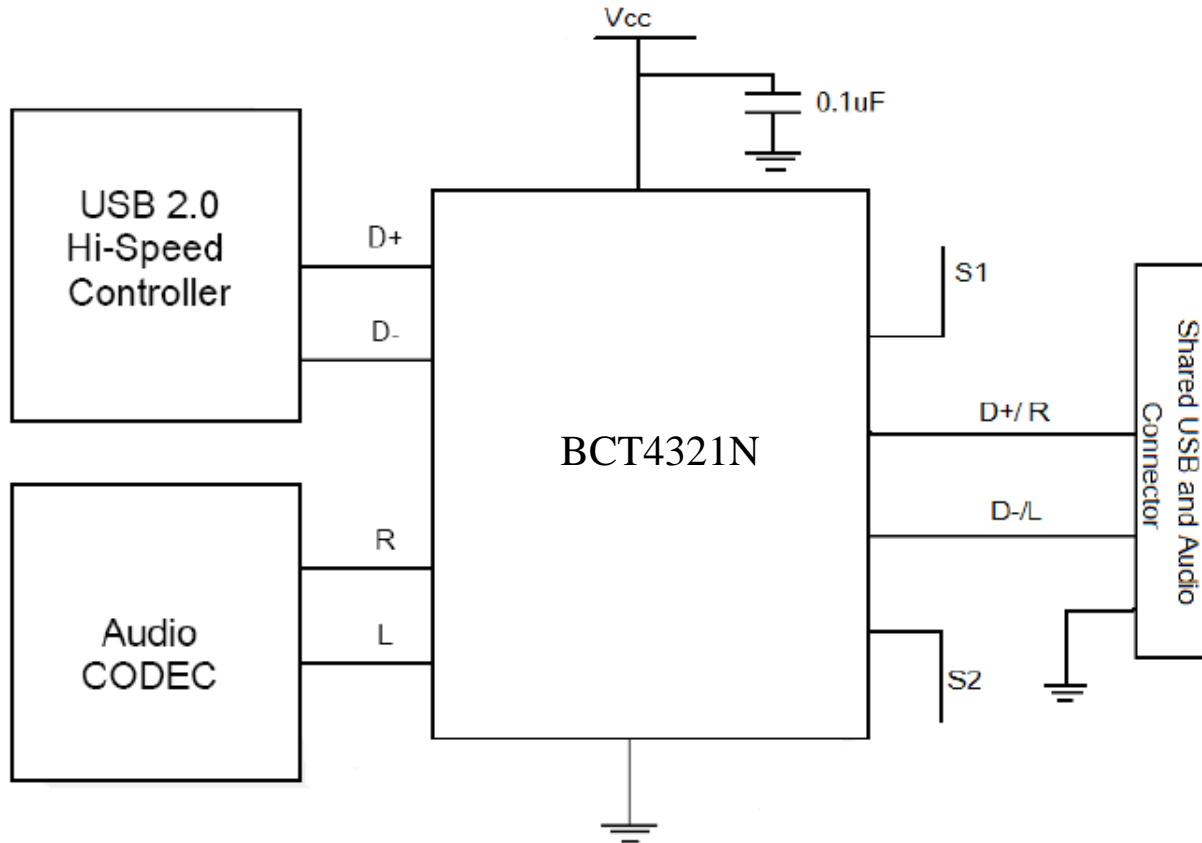 Vcc
0.1uF
USB 2.0
Hi-Speed
Controller
D+
D-
S1
BCT4321N
D+/ R
D-/L
Shared USB and Audio
Connector
Audio
CODEC
R
L
S2